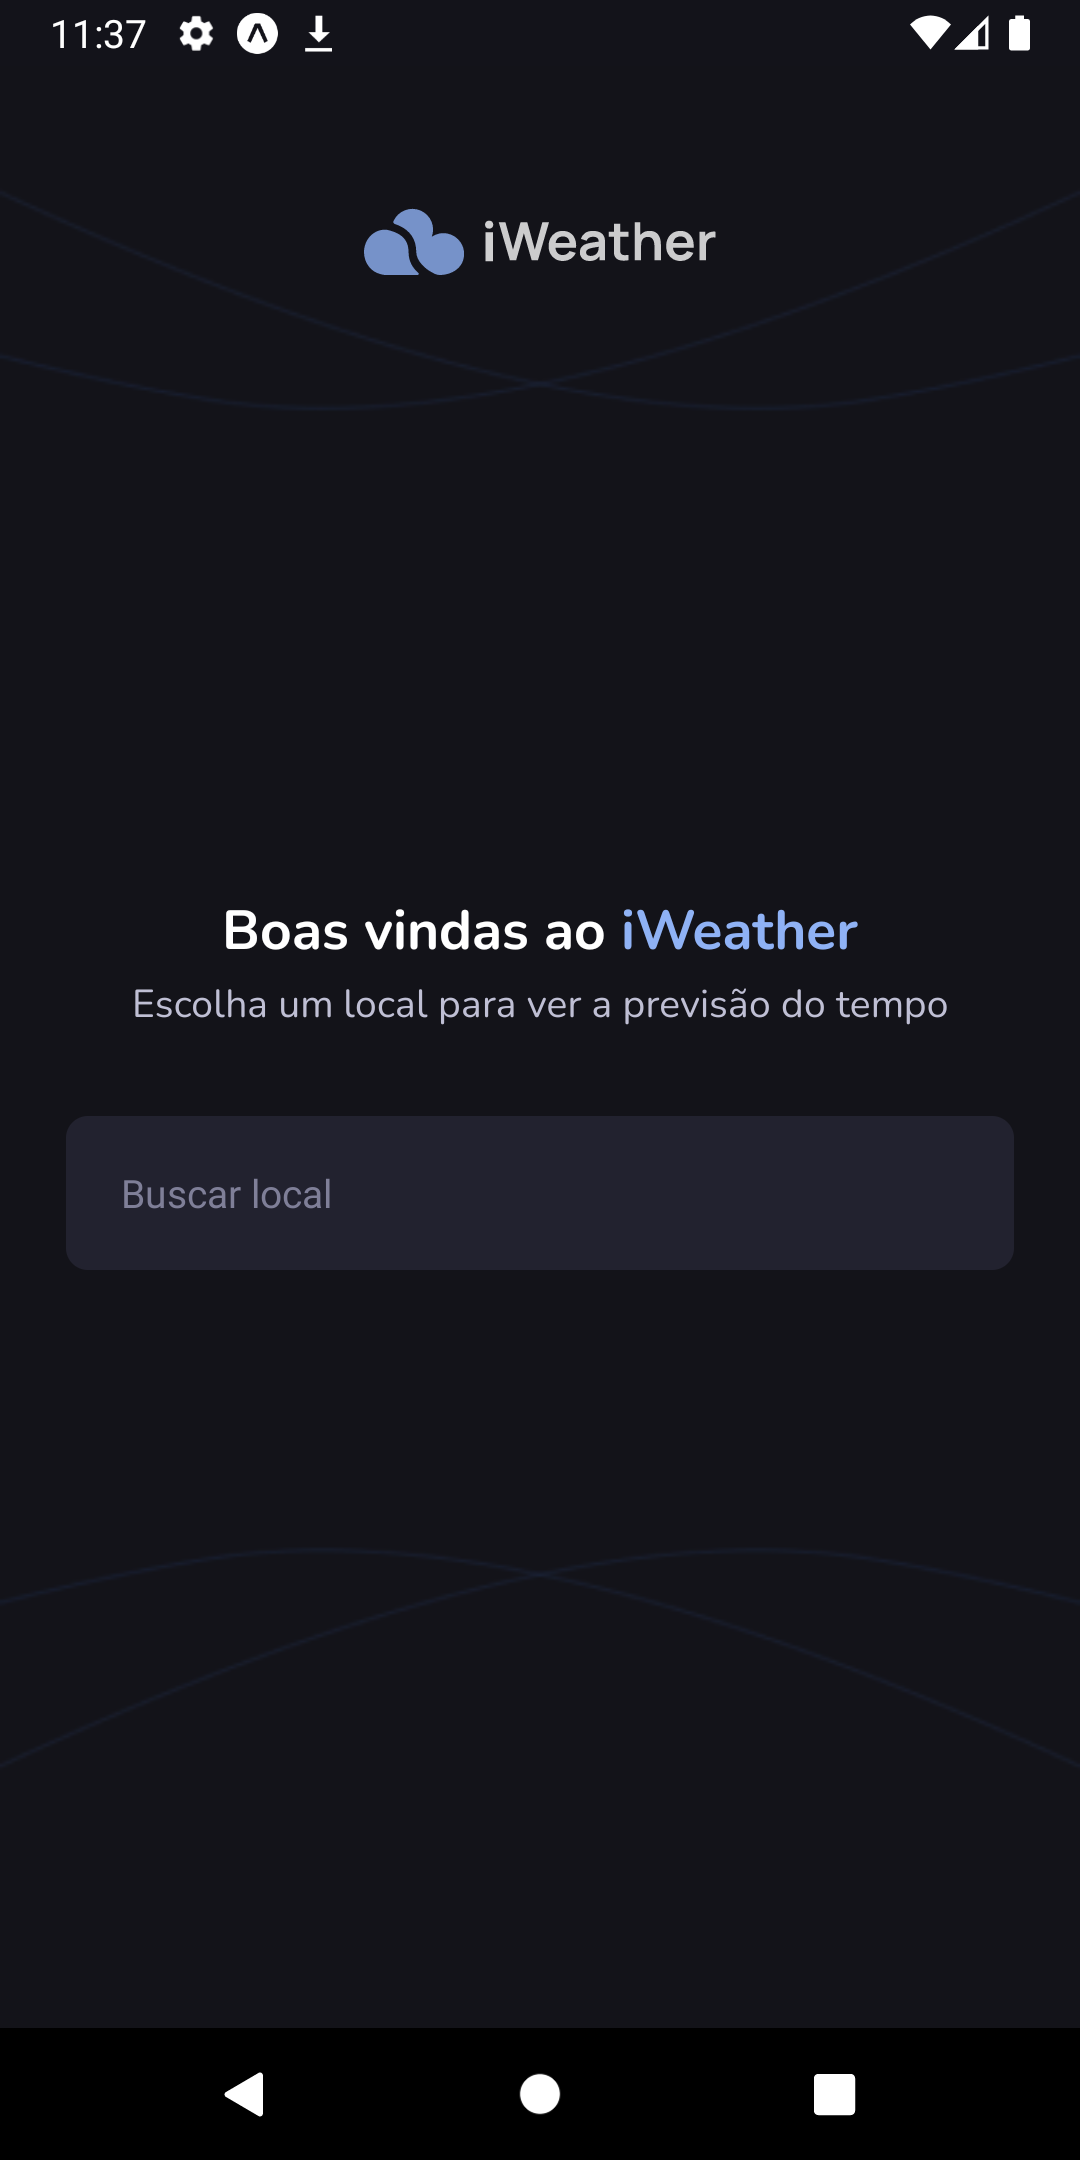 11:37
iWeather
Boas vindas ao iWeather
Escolha um local para ver a previsão do tempo
Buscar local